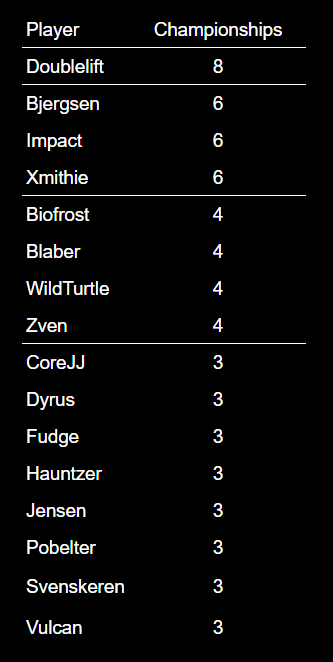 Player Championships
Doublelift 8
Bjergsen 6
Impact 6
Xmithie 6
Biofrost 4
Blaber 4
WildTurtle 4
Zven 4
CoreJJ 3
Dyrus 3
Fudge 3
Hauntzer 3
Jensen 3
Pobelter 3
Svenskeren 3
Vulcan 3